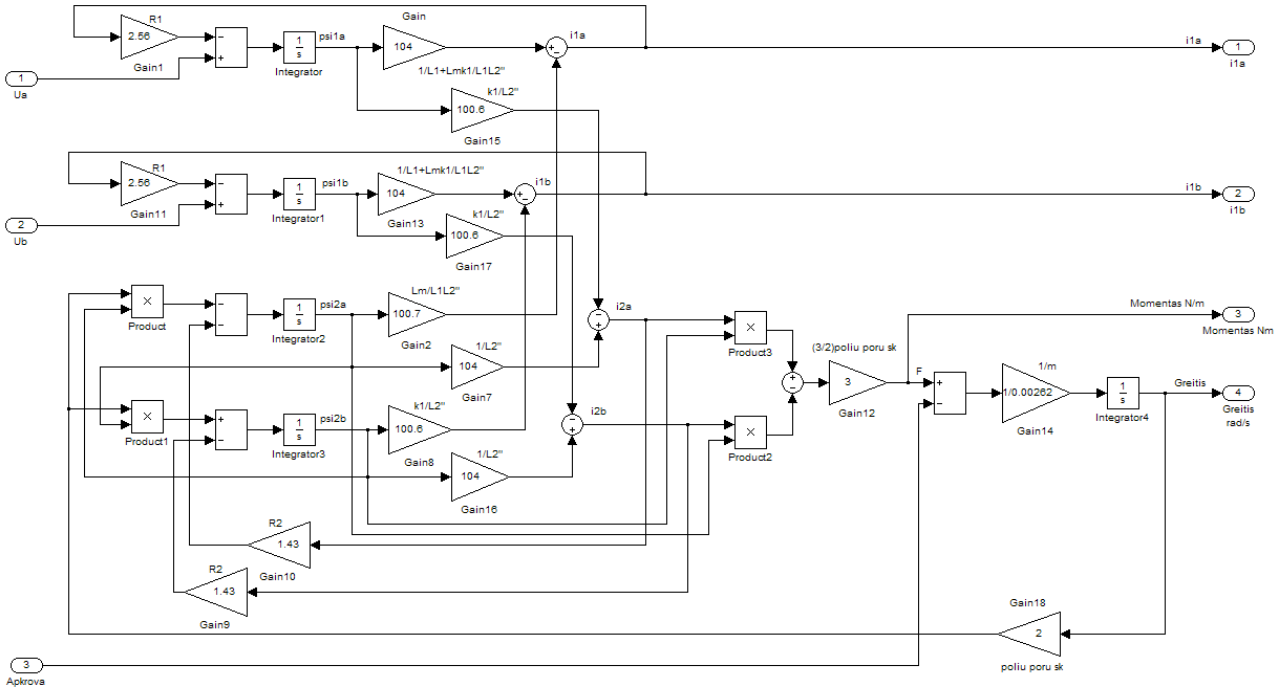 R1
2.56
Gain1
1
Ua
1
s
Integrator
psi1a
Gain
104
1/L1+Lmk1/L1L2"
i1a
i1a
1
i1a
k1/L2"
100.6
Gain15
R1
2.56
Gain11
2
Ub
1
s
Integrator1
psi1b
1/L1+Lmk1/L1L2"
104
Gain13
i1b
i1b
2
i1b
k1/L2"
100.6
Gain17
Product
1
s
Integrator2
psi2a
Lm/L1L2"
100.7
Gain2
i2a
Product3
Momentas N/m
3
Momentas Nm
1/L2"
104
Gain7
(3/2)poliu poru sk
3
Gain12
F
1/m
1/0.00262
Gain14
1
s
Integrator4
Greitis
4
Greitis
rad/s
Product1
1
s
Integrator3
psi2b
k1/L2"
100.6
Gain8
i2b
Product2
1/L2"
104
Gain16
R2
1.43
Gain10
R2
1.43
Gain9
Gain18
2
poliu poru sk
3
Apkrova